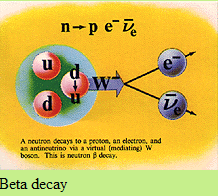 n→p e⁻ ν̄ₑ
u
d
d
↓
u
W⁻
e⁻
ν̄ₑ
A neutron decays to a proton, an electron, and
an antineutrino via a virtual (mediating) W
boson. This is neutron β decay.
Beta decay